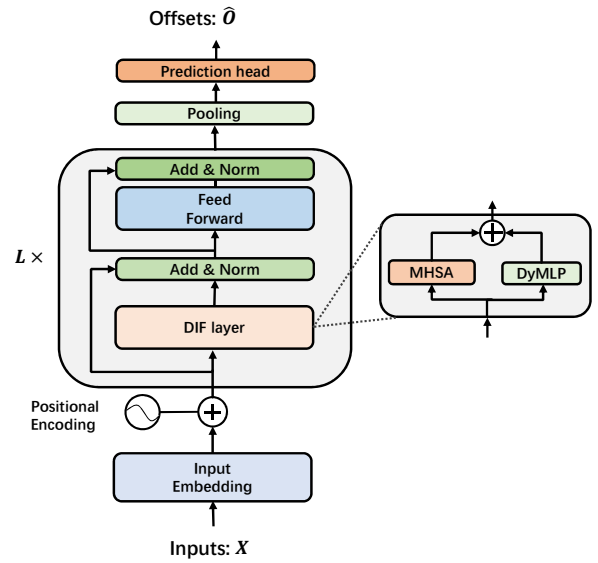 Offsets: Ô
Prediction head
Pooling
Add & Norm
Feed
Forward
L ×
Add & Norm
MHSA
DyMLP
DIF layer
Positional
Encoding
Input
Embedding
Inputs: X